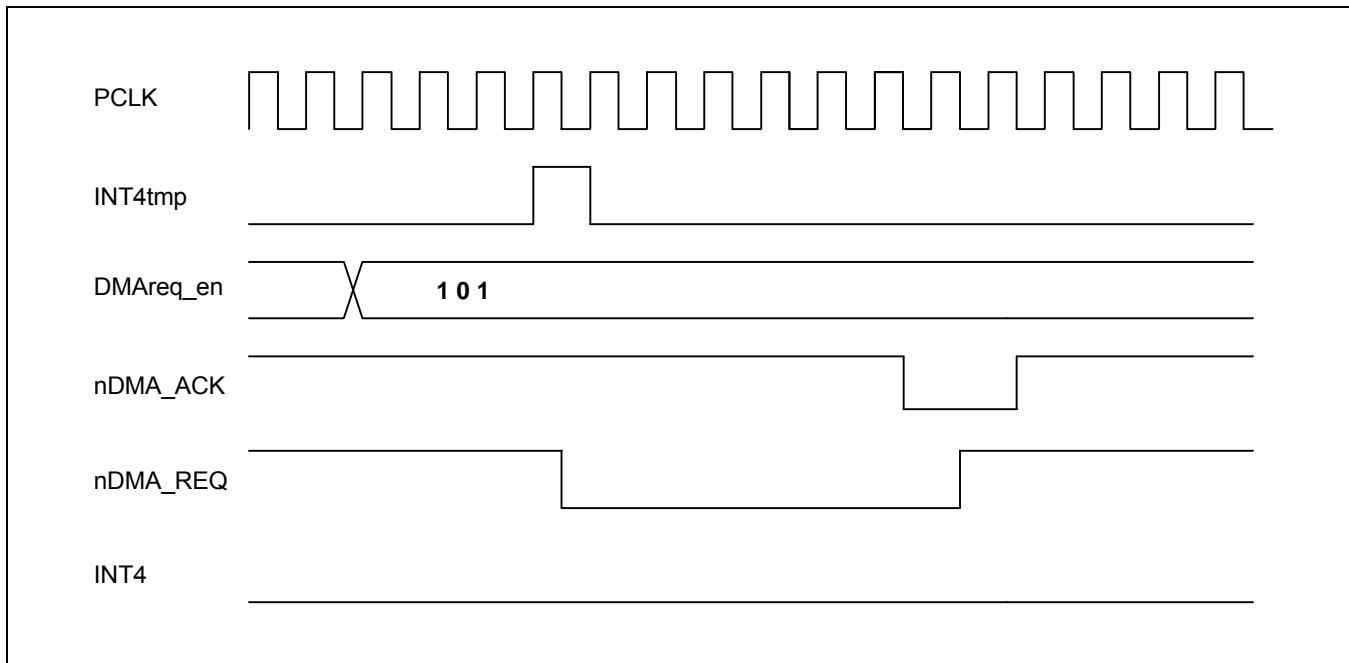 PCLK
INT4tmp
DMAreq_en
1 0 1
nDMA_ACK
nDMA_REQ
INT4